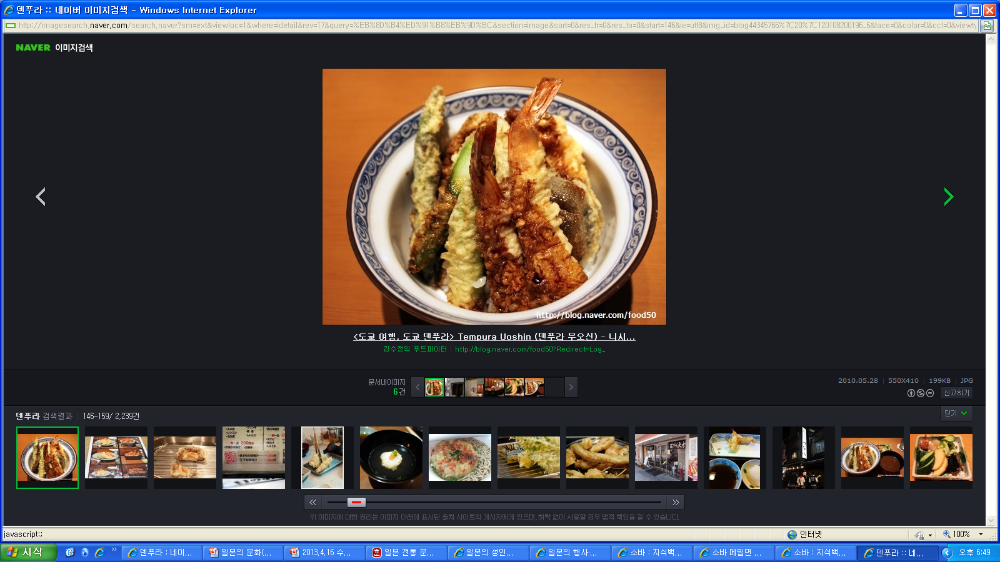 덴푸라 :: 네이버 이미지검색 - Windows Internet Explorer
http://imagesearch.naver.com/search.naver?sm=ext&viewloc=1&where=idetail&rev=17&query=%EB%8D%B4%ED%91%B8%EB%9D%BC&section=image&sort=0&res_fr=0&res_to=0&start=146&ie=utf8&img_id=blog44345766%7C20%7C120108200196_6&face=0&color=0&ccl=0&viewty
NAVER 이미지검색
http://blog.naver.com/food50
<도쿄 여행, 도쿄 덴푸라> Tempura Uoshin (덴푸라 우오신) - 니시...
강수정의 푸드파이터 | http://blog.naver.com/food50?Redirect=Log...
문서내이미지
6건
2010.05.28 | 550X410 | 199KB | JPG
신고하기
덴푸라 검색결과 | 146-159/ 2,239건
닫기
위 이미지에 대한 권리는 이미지 아래에 표시된 출처 사이트의 게시자에게 있으며, 허락 없이 사용할 경우 법적 책임을 질 수 있습니다.
javascript:;
인터넷
100%
시작
덴푸라 : 네이...
일본의 문화(...
2013.4.16 수...
일본 전통 문...
일본의 성인...
일본의 행사-...
소바 : 지식백...
소바 메밀면 ...
소바 : 지식백...
덴푸라 :: 네...
오후 6:49